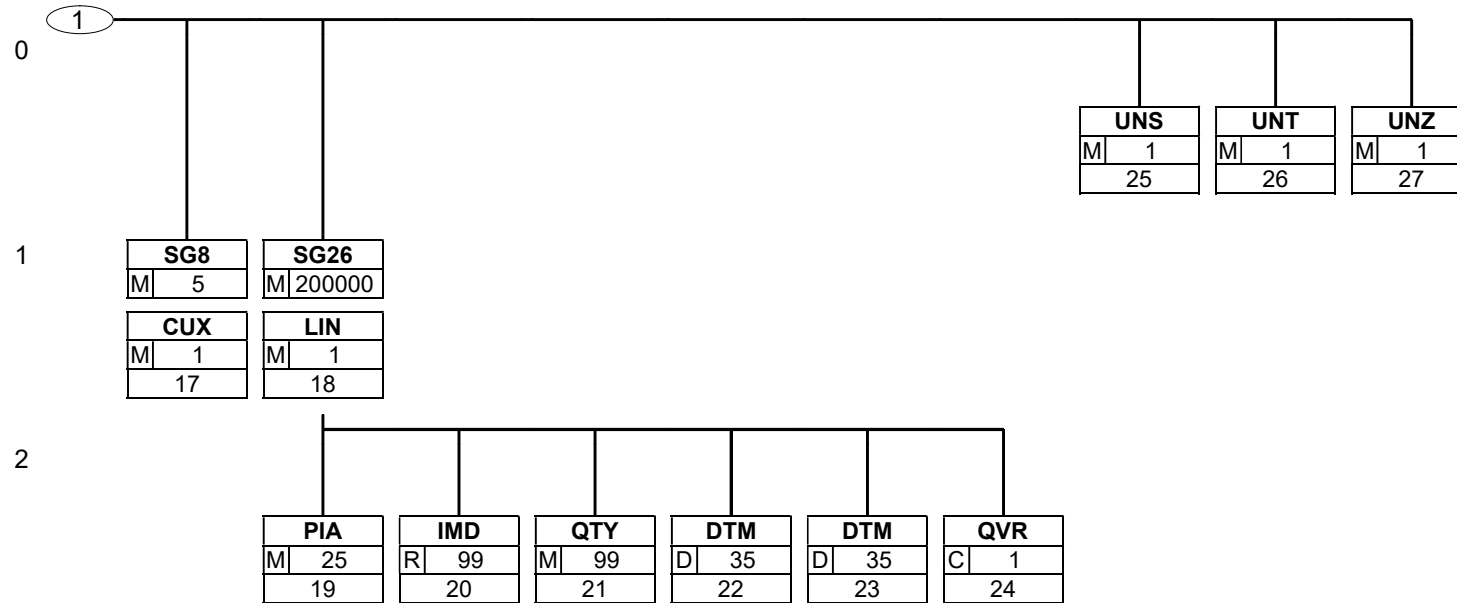 1
0
UNS UNT UNZ
M 1 M 1 M 1
25 26 27
1
SG8 SG26
M 5 M 200000
CUX LIN
M 1 M 1
17 18
2
PIA IMD QTY DTM DTM QVR
M 25 R 99 M 99 D 35 D 35 C 1
19 20 21 22 23 24